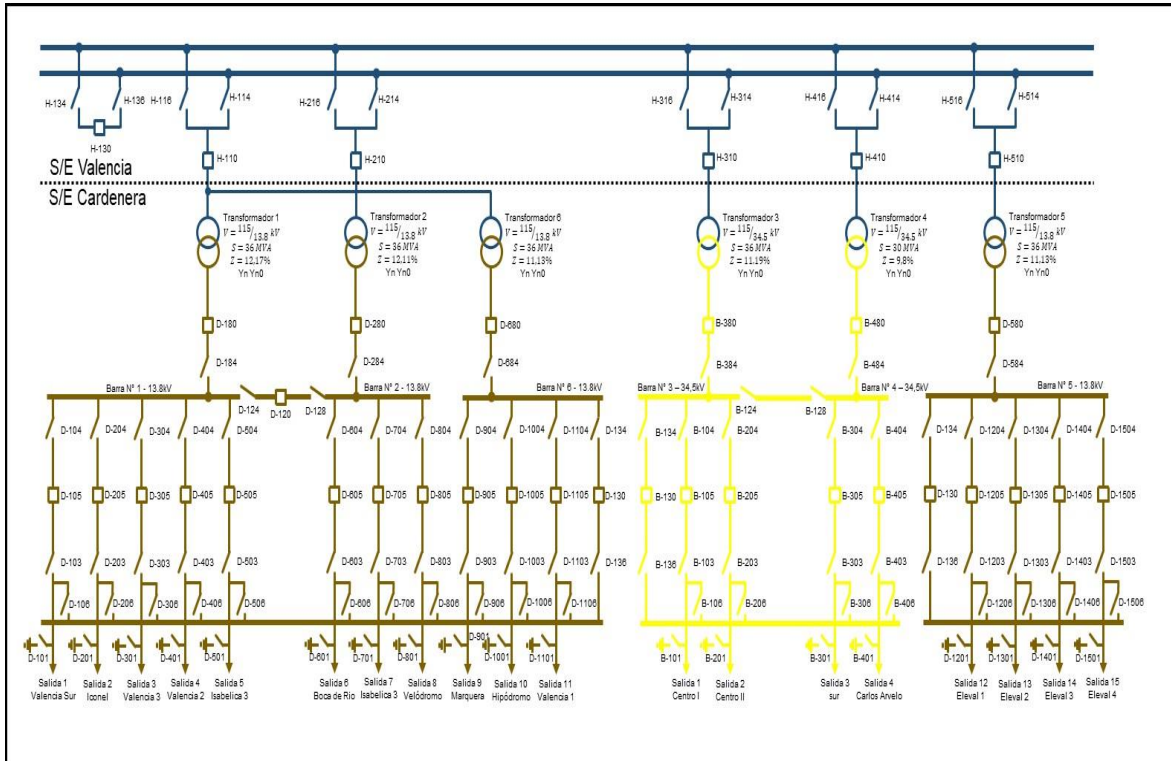 H-134
H-136
H-116
H-114
H-216
H-214
H-316
H-314
H-416
H-414
H-516
H-514
H-130
S/E Valencia
H-110
H-210
H-310
H-410
H-510
S/E Cardenera
Transformador 1
V = 115/13.8 kV
S = 36 MVA
Z = 12,17%
Yn Yn0
Transformador 2
V = 115/13.8 kV
S = 36 MVA
Z = 12,11%
Yn Yn0
Transformador 6
V = 115/13.8 kV
S = 36 MVA
Z = 11,13%
Yn Yn0
Transformador 3
V = 115/34.5 kV
S = 36 MVA
Z = 11.19%
Yn Yn0
Transformador 4
V = 115/34.5 kV
S = 30 MVA
Z = 9.8%
Yn Yn0
Transformador 5
V = 115/13.8 kV
S = 36 MVA
Z = 11,13%
Yn Yn0
D-180
D-280
D-680
B-380
B-480
D-580
D-184
D-284
D-684
B-384
B-484
D-584
Barra N° 1 - 13.8kV
Barra N° 2 - 13.8kV
Barra N° 6 - 13.8kV
Barra N° 3 – 34,5kV
Barra N° 4 – 34,5kV
Barra N° 5 - 13.8kV
D-124
D-120
D-128
B-124
B-128
D-104
D-204
D-304
D-404
D-504
D-604
D-704
D-804
D-904
D-1004
D-1104
D-134
B-134
B-104
B-204
B-304
B-404
D-134
D-1204
D-1304
D-1404
D-1504
D-105
D-205
D-305
D-405
D-505
D-605
D-705
D-805
D-905
D-1005
D-1105
D-130
B-130
B-105
B-205
B-305
B-405
D-130
D-1205
D-1305
D-1405
D-1505
D-103
D-203
D-303
D-403
D-503
D-603
D-703
D-803
D-903
D-1003
D-1103
D-136
B-136
B-103
B-203
B-303
B-403
D-136
D-1203
D-1303
D-1403
D-1503
D-106
D-206
D-306
D-406
D-506
D-606
D-706
D-806
D-906
D-1006
D-1106
B-106
B-206
B-306
B-406
D-1206
D-1306
D-1406
D-1506
D-101
D-201
D-301
D-401
D-501
D-601
D-701
D-801
D-901
D-1001
D-1101
B-101
B-201
B-301
B-401
D-1201
D-1301
D-1401
D-1501
Salida 1
Valencia Sur
Salida 2
Iconel
Salida 3
Valencia 3
Salida 4
Valencia 2
Salida 5
Isabelica 3
Salida 6
Boca de Rio
Salida 7
Isabelica 3
Salida 8
Velódromo
Salida 9
Marquera
Salida 10
Hipódromo
Salida 11
Valencia 1
Salida 1
Centro I
Salida 2
Centro II
Salida 3
sur
Salida 4
Carlos Arvelo
Salida 12
Eleval 1
Salida 13
Eleval 2
Salida 14
Eleval 3
Salida 15
Eleval 4